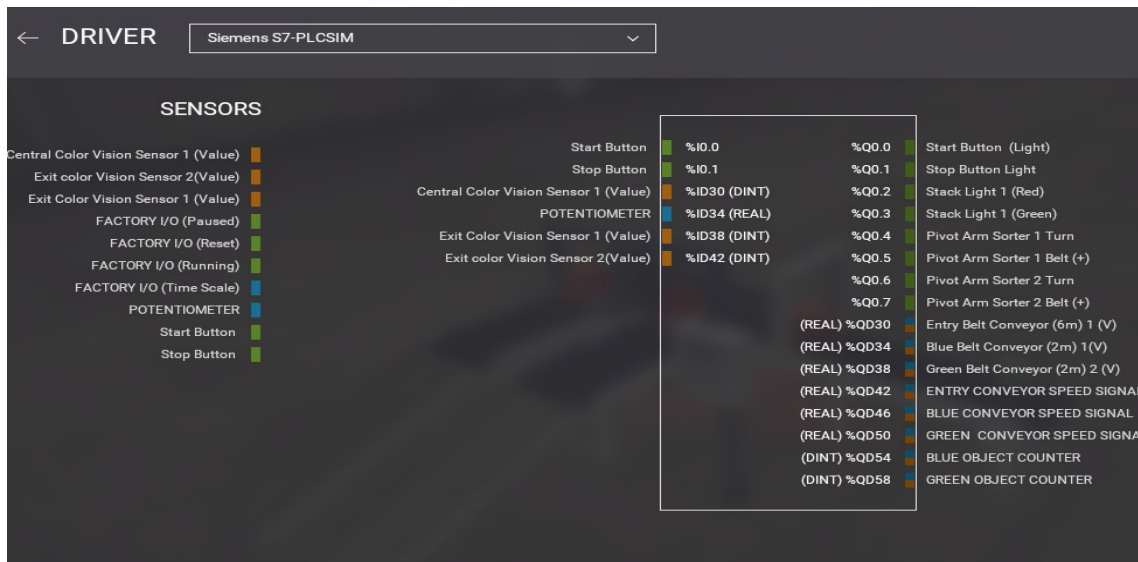 ← DRIVER Siemens S7-PLCSIM
SENSORS
Central Color Vision Sensor 1 (Value)
Exit color Vision Sensor 2(Value)
Exit Color Vision Sensor 1 (Value)
FACTORY I/O (Paused)
FACTORY I/O (Reset)
FACTORY I/O (Running)
FACTORY I/O (Time Scale)
POTENTIOMETER
Start Button
Stop Button
Start Button %I0.0
Stop Button %I0.1
Central Color Vision Sensor 1 (Value) %ID30 (DINT)
POTENTIOMETER %ID34 (REAL)
Exit Color Vision Sensor 1 (Value) %ID38 (DINT)
Exit color Vision Sensor 2(Value) %ID42 (DINT)
%Q0.0 Start Button (Light)
%Q0.1 Stop Button Light
%Q0.2 Stack Light 1 (Red)
%Q0.3 Stack Light 1 (Green)
%Q0.4 Pivot Arm Sorter 1 Turn
%Q0.5 Pivot Arm Sorter 1 Belt (+)
%Q0.6 Pivot Arm Sorter 2 Turn
%Q0.7 Pivot Arm Sorter 2 Belt (+)
(REAL) %QD30 Entry Belt Conveyor (6m) 1 (V)
(REAL) %QD34 Blue Belt Conveyor (2m) 1(V)
(REAL) %QD38 Green Belt Conveyor (2m) 2 (V)
(REAL) %QD42 ENTRY CONVEYOR SPEED SIGNAL
(REAL) %QD46 BLUE CONVEYOR SPEED SIGNAL
(REAL) %QD50 GREEN CONVEYOR SPEED SIGNA
(DINT) %QD54 BLUE OBJECT COUNTER
(DINT) %QD58 GREEN OBJECT COUNTER